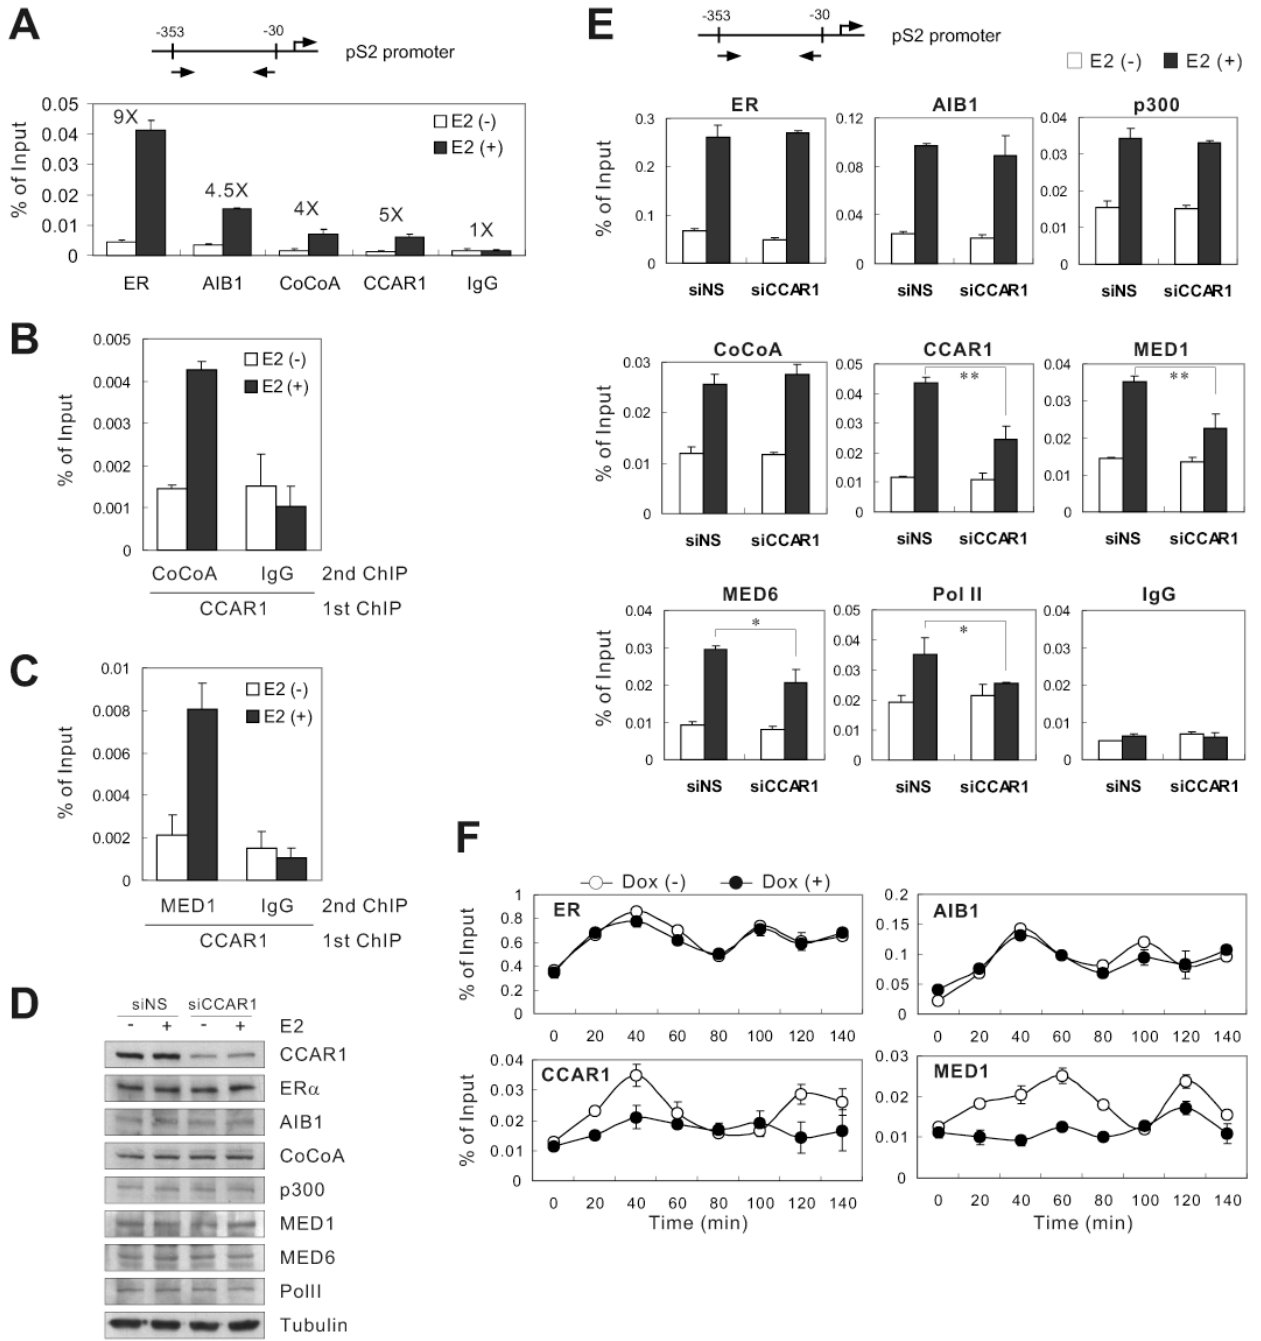 A
-353
-30
pS2 promoter
0.05
0.04
0.03
0.02
0.01
0
% of Input
9X
4.5X
4X
5X
1X
E2 (-)
E2 (+)
ER
AIB1
CoCoA
CCAR1
IgG
B
0.005
0.004
0.003
0.002
0.001
0
% of Input
E2 (-)
E2 (+)
CoCoA
IgG
2nd ChIP
CCAR1
1st ChIP
C
0.01
0.008
0.006
0.004
0.002
0
% of Input
E2 (-)
E2 (+)
MED1
IgG
2nd ChIP
CCAR1
1st ChIP
D
siNS siCCAR1
- + - + E2
CCAR1
ERα
AIB1
CoCoA
p300
MED1
MED6
PolII
Tubulin
E
-353
-30
pS2 promoter
E2 (-)
E2 (+)
ER
0.3
0.2
0.1
0
% of Input
siNS siCCAR1
AIB1
0.12
0.08
0.04
0
siNS siCCAR1
p300
0.04
0.03
0.02
0.01
0
siNS siCCAR1
CoCoA
0.03
0.02
0.01
0
% of Input
siNS siCCAR1
CCAR1
0.05
0.04
0.03
0.02
0.01
0
**
siNS siCCAR1
MED1
0.04
0.03
0.02
0.01
0
**
siNS siCCAR1
MED6
0.04
0.03
0.02
0.01
0
% of Input
*
siNS siCCAR1
Pol II
0.05
0.04
0.03
0.02
0.01
0
*
siNS siCCAR1
IgG
0.04
0.03
0.02
0.01
0
siNS siCCAR1
F
Dox (-)
Dox (+)
ER
1
0.8
0.6
0.4
0.2
0
% of Input
0 20 40 60 80 100 120 140
AIB1
0.2
0.15
0.1
0.05
0
0 20 40 60 80 100 120 140
CCAR1
0.04
0.03
0.02
0.01
0
% of Input
0 20 40 60 80 100 120 140
Time (min)
MED1
0.03
0.02
0.01
0
0 20 40 60 80 100 120 140
Time (min)